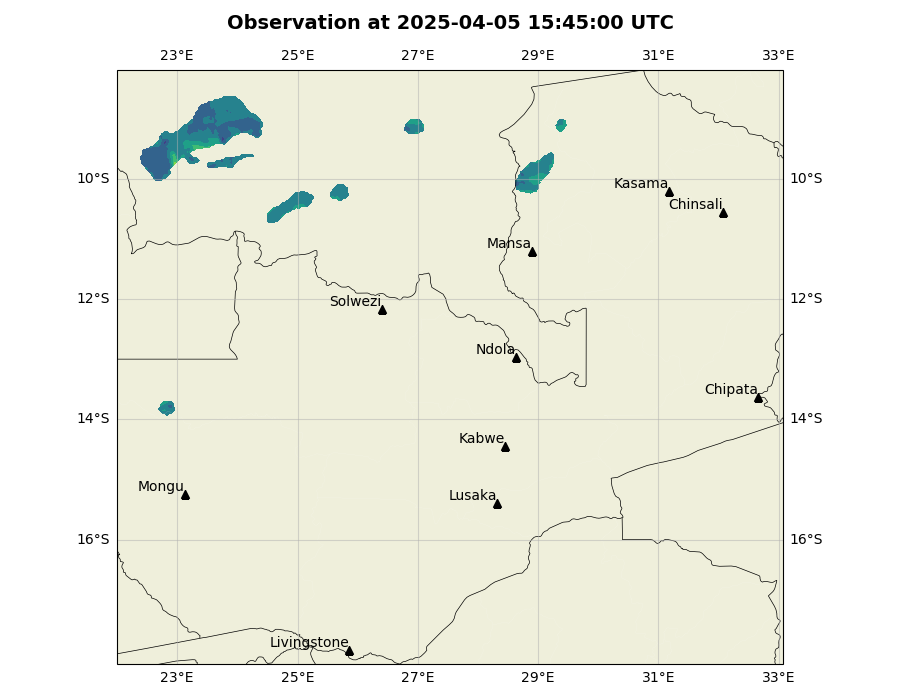 Observation at 2025-04-05 15:45:00 UTC
23°E 25°E 27°E 29°E 31°E 33°E
10°S 10°S
Kasama
Chinsali
Mansa
12°S 12°S
Solwezi
Ndola
Chipata
14°S 14°S
Kabwe
Mongu
Lusaka
16°S 16°S
Livingstone
23°E 25°E 27°E 29°E 31°E 33°E